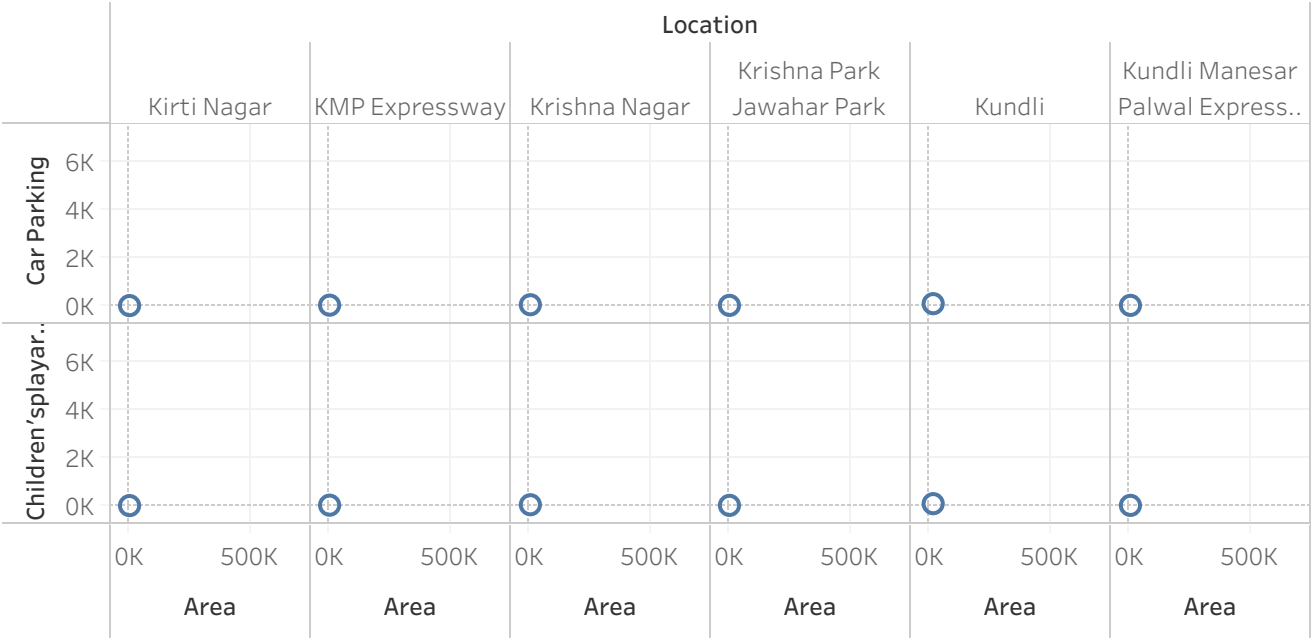 Location
Kirti Nagar
KMP Expressway
Krishna Nagar
Krishna Park
Jawahar Park
Kundli
Kundli Manesar
Palwal Express..
Car Parking
6K
4K
2K
0K
Children'splayar..
6K
4K
2K
0K
0K 500K 0K 500K 0K 500K 0K 500K 0K 500K 0K 500K
Area Area Area Area Area Area